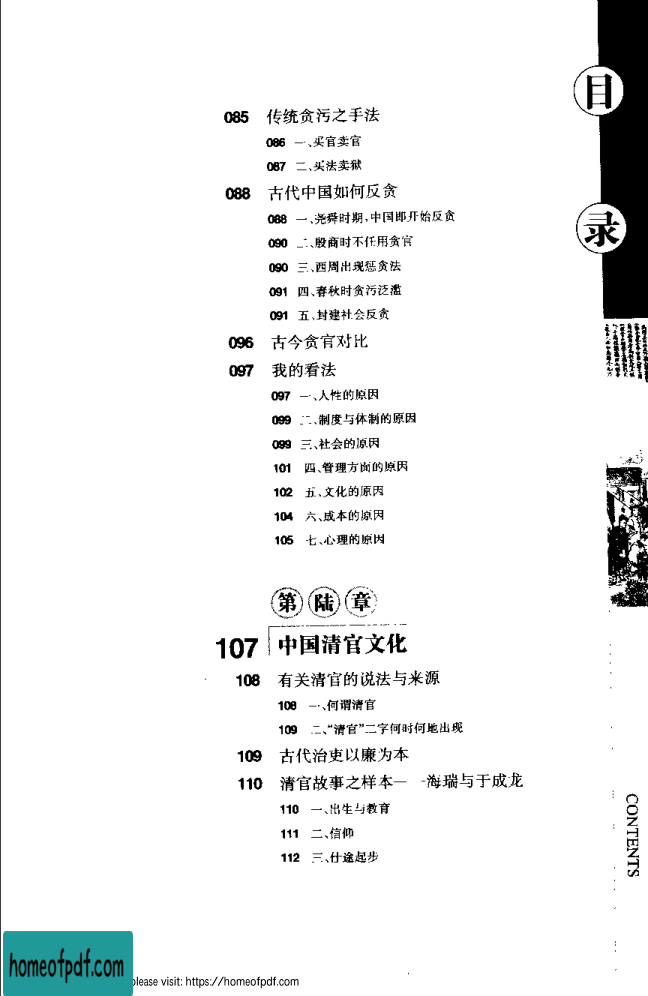 目
录
085 传统贪污之手法
086 一、买官卖官
087 二、买法卖狱
088 古代中国如何反贪
088 一、尧舜时期,中国即开始反贪
090 二、殷商时不任用贪官
090 三、西周出现惩贪法
091 四、春秋时贪污泛滥
091 五、封建社会反贪
096 古今贪官对比
097 我的看法
097 一、人性的原因
099 二、制度与体制的原因
099 三、社会的原因
101 四、管理方面的原因
102 五、文化的原因
104 六、成本的原因
105 七、心理的原因
第陆章
107 中国清官文化
108 有关清官的说法与来源
108 一、何谓清官
109 二、“清官”二字何时何地出现
109 古代治吏以廉为本
110 清官故事之样本——海瑞与于成龙
110 一、出生与教育
111 二、信仰
112 三、仕途起步
CONTENTS
homeofpdf.com
please visit: https://homeofpdf.com